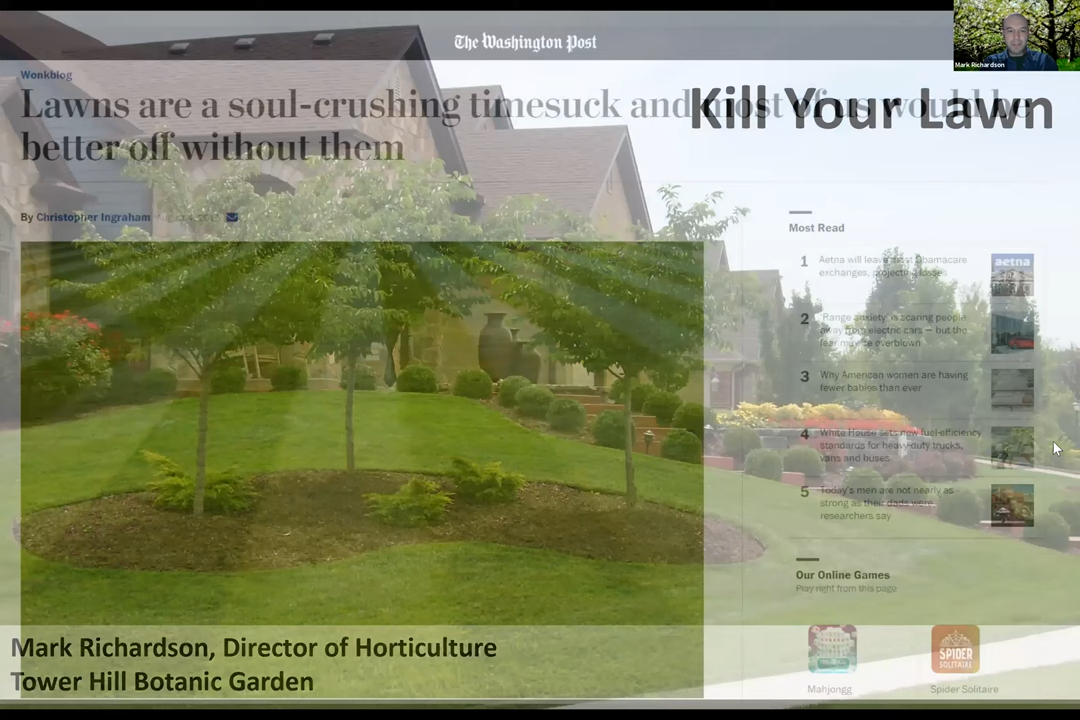 The Washington Post
Mark Richardson
Wonkblog
Lawns are a soul-crushing timesuck and most of us would be
better off without them
Kill Your Lawn
By Christopher Ingraham
Most Read
1 Aetna will leave most Obamacare
exchanges, projecting losses
aetna
2 'Range anxiety' is scaring people
away from electric cars — but the
fear may be overblown
3 Why American women are having
fewer babies than ever
4 White House sets new fuel-efficiency
standards for heavy-duty trucks,
vans and buses
5 Today's men are not nearly as
strong as their dads were,
researchers say
Our Online Games
Play right from this page
SPIDER
SOLITAIRE
Mahjongg
Spider Solitaire
Mark Richardson, Director of Horticulture
Tower Hill Botanic Garden